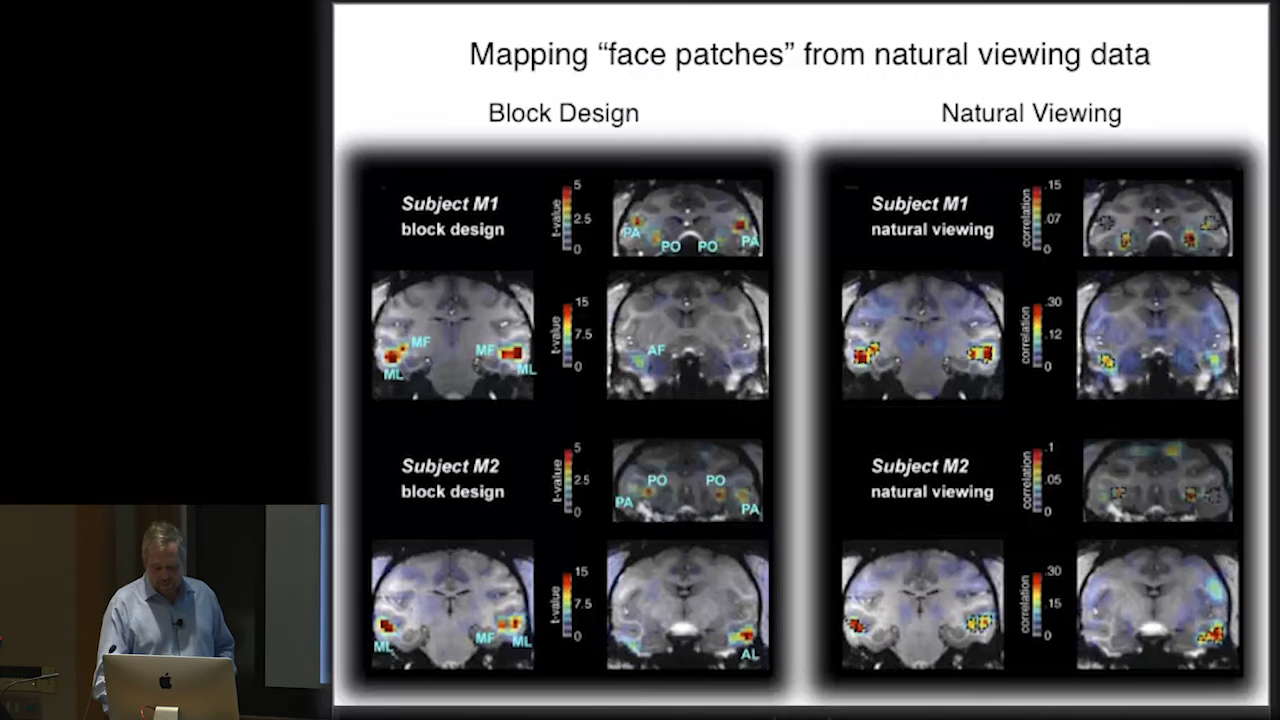 Mapping “face patches” from natural viewing data
Block Design
Natural Viewing
Subject M1
block design
t-value
5
2.5
0
PA
PO
PO
PA
t-value
15
7.5
0
MF
ML
MF
ML
AF
Subject M2
block design
t-value
5
2.5
0
PO
PO
PA
PA
t-value
15
7.5
0
ML
MF
ML
AL
Subject M1
natural viewing
correlation
.15
.07
0
correlation
.30
.12
0
Subject M2
natural viewing
correlation
.1
.05
0
correlation
.30
.15
0